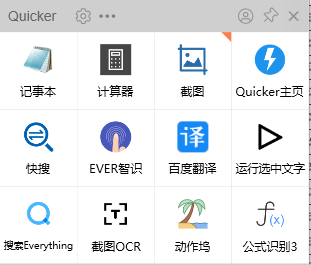 Quicker
记事本
计算器
截图
Quicker主页
快搜
EVER智识
译
百度翻译
运行选中文字
搜索Everything
T
截图OCR
动作坞
f(x)
公式识别3